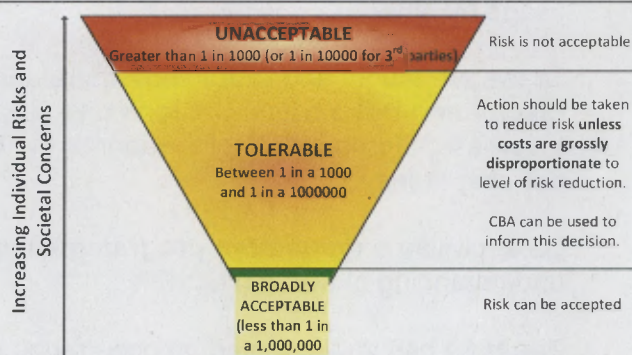 Increasing Individual Risks and
Societal Concerns
UNACCEPTABLE
Greater than 1 in 1000 (or 1 in 10000 for 3rd parties)
Risk is not acceptable
TOLERABLE
Between 1 in a 1000
and 1 in a 1000000
Action should be taken
to reduce risk unless
costs are grossly
disproportionate to
level of risk reduction.
CBA can be used to
inform this decision.
BROADLY
ACCEPTABLE
(less than 1 in
a 1,000,000
Risk can be accepted